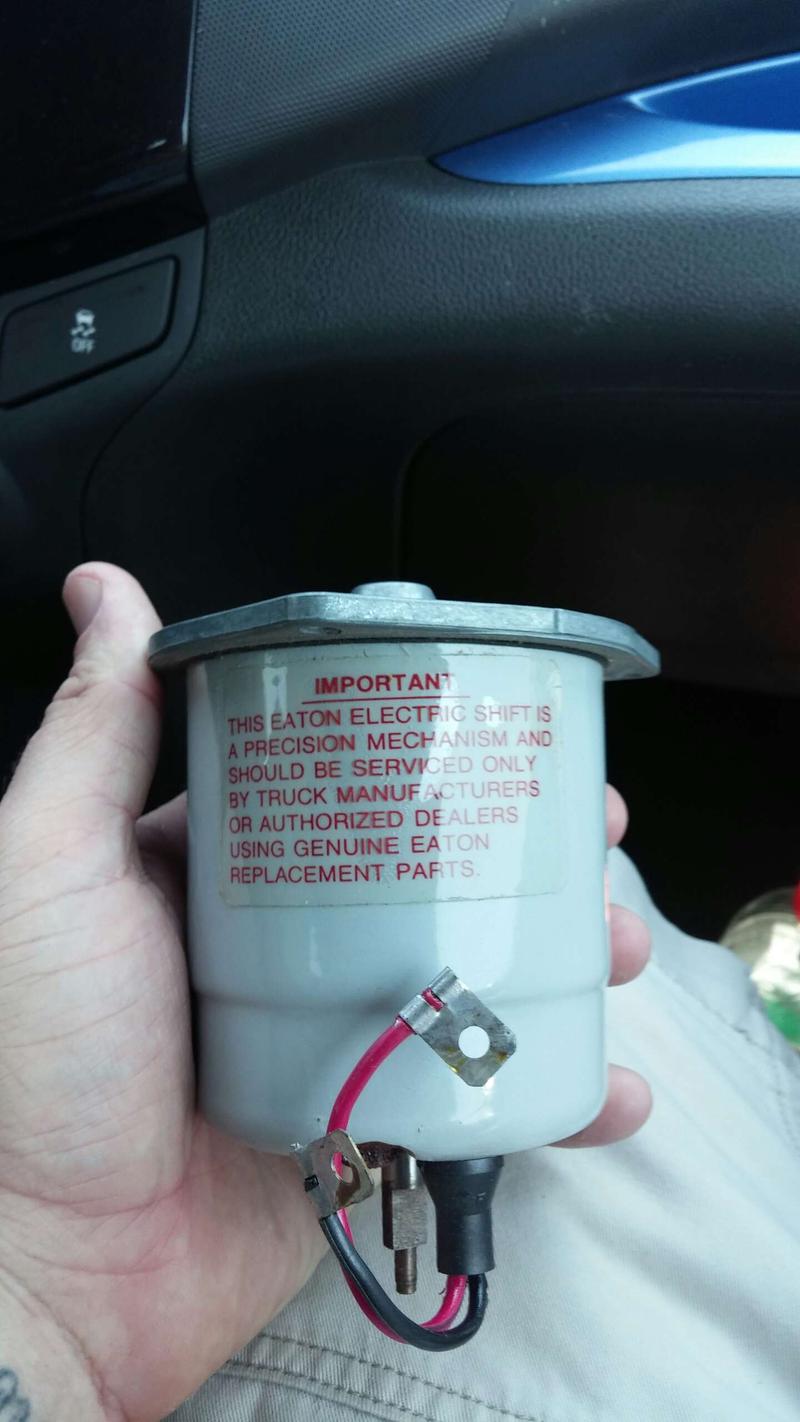 OFF
IMPORTANT
THIS EATON ELECTRIC SHIFT IS
A PRECISION MECHANISM AND
SHOULD BE SERVICED ONLY
BY TRUCK MANUFACTURERS
OR AUTHORIZED DEALERS
USING GENUINE EATON
REPLACEMENT PARTS.